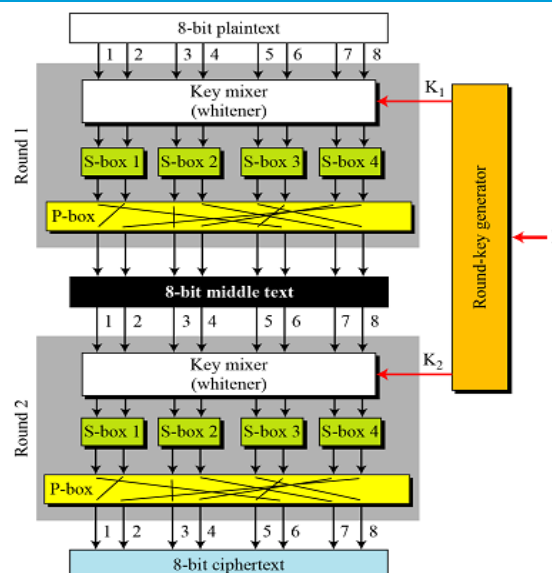 8-bit plaintext
1 2 3 4 5 6 7 8
Round 1
Key mixer
(whitener)
K1
S-box 1 S-box 2 S-box 3 S-box 4
P-box
Round-key generator
8-bit middle text
1 2 3 4 5 6 7 8
Round 2
Key mixer
(whitener)
K2
S-box 1 S-box 2 S-box 3 S-box 4
P-box
1 2 3 4 5 6 7 8
8-bit ciphertext